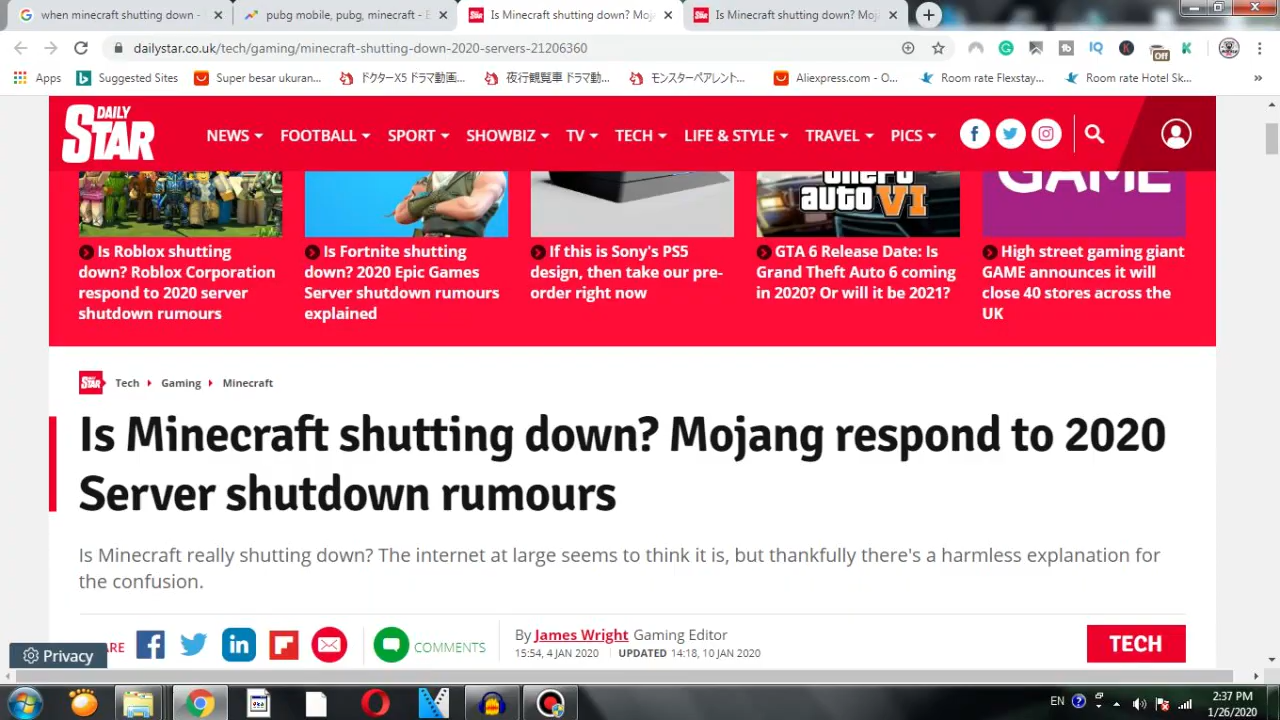 when minecraft shutting down -
pubg mobile, pubg, minecraft - E
Is Minecraft shutting down? Moja
Is Minecraft shutting down? Moja
dailystar.co.uk/tech/gaming/minecraft-shutting-down-2020-servers-21206360
IQ
K
Off
K
Apps
Suggested Sites
Super besar ukuran...
ドクターX5 ドラマ動画...
夜行観覧車 ドラマ動...
モンスターペアレント...
Aliexpress.com - O...
Room rate Flexstay...
Room rate Hotel Sk...
DAILY
STAR
NEWS
FOOTBALL
SPORT
SHOWBIZ
TV
TECH
LIFE & STYLE
TRAVEL
PICS
auto VI
GAME
Is Roblox shutting
down? Roblox Corporation
respond to 2020 server
shutdown rumours
Is Fortnite shutting
down? 2020 Epic Games
Server shutdown rumours
explained
If this is Sony's PS5
design, then take our pre-
order right now
GTA 6 Release Date: Is
Grand Theft Auto 6 coming
in 2020? Or will it be 2021?
High street gaming giant
GAME announces it will
close 40 stores across the
UK
Tech
Gaming
Minecraft
Is Minecraft shutting down? Mojang respond to 2020
Server shutdown rumours
Is Minecraft really shutting down? The internet at large seems to think it is, but thankfully there's a harmless explanation for
the confusion.
ARE
COMMENTS
By James Wright Gaming Editor
15:54, 4 JAN 2020 | UPDATED 14:18, 10 JAN 2020
TECH
Privacy
EN
2:37 PM
1/26/2020